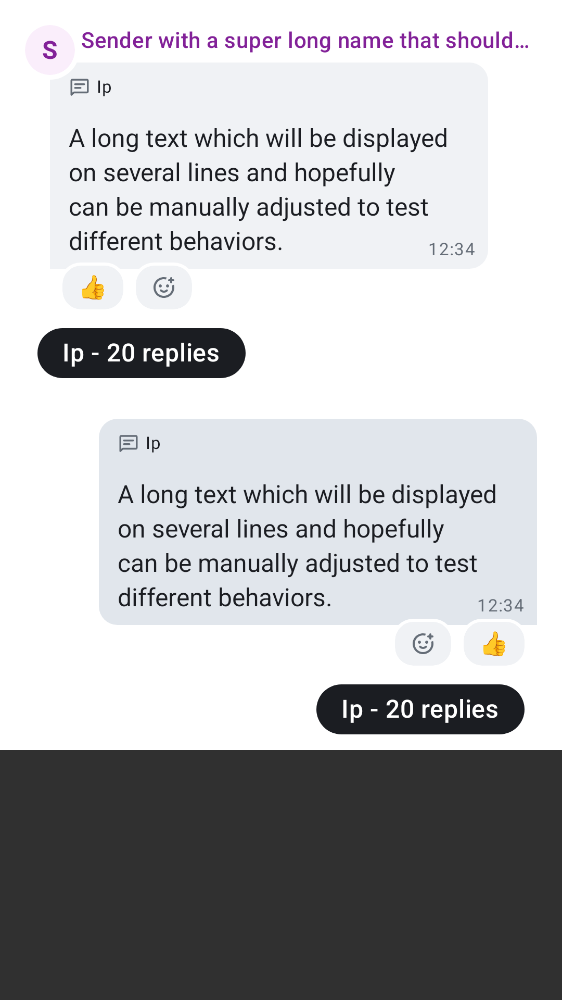 S
Sender with a super long name that should…
Ip
A long text which will be displayed
on several lines and hopefully
can be manually adjusted to test
different behaviors.
12:34
👍
Ip - 20 replies
Ip
A long text which will be displayed
on several lines and hopefully
can be manually adjusted to test
different behaviors.
12:34
👍
Ip - 20 replies